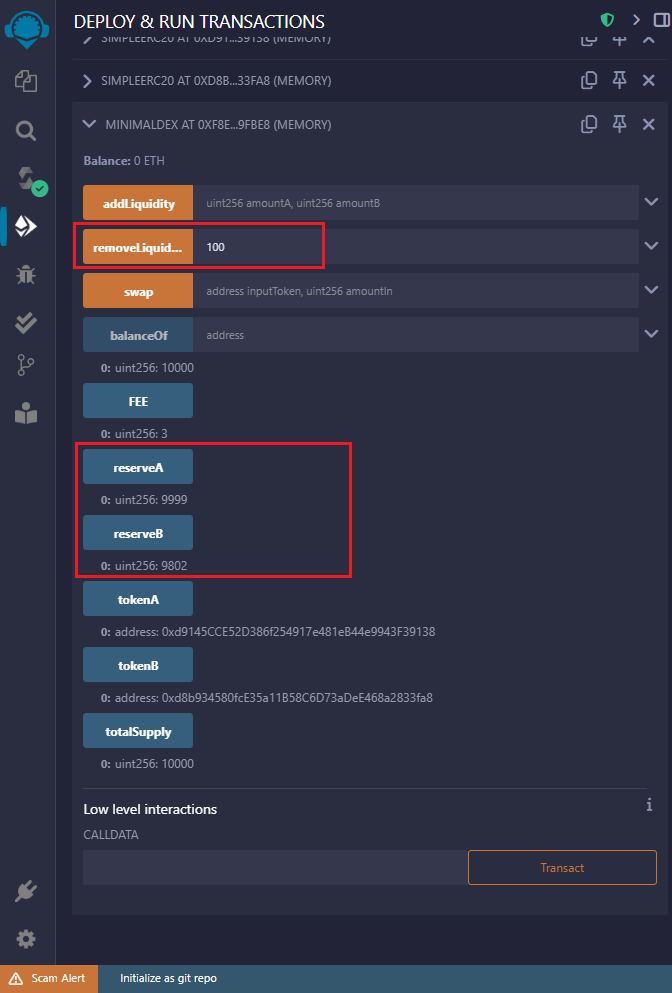 DEPLOY & RUN TRANSACTIONS
SIMPLEERC20 AT 0XD91...39138 (MEMORY)
SIMPLEERC20 AT 0XD8B...33FA8 (MEMORY)
MINIMALDEX AT 0XF8E...9FBE8 (MEMORY)
Balance: 0 ETH
addLiquidity uint256 amountA, uint256 amountB
removeLiquid... 100
swap address inputToken, uint256 amountIn
balanceOf address
0: uint256: 10000
FEE
0: uint256: 3
reserveA
0: uint256: 9999
reserveB
0: uint256: 9802
tokenA
0: address: 0xd9145CCE52D386f254917e481eB44e9943F39138
tokenB
0: address: 0xd8b934580fcE35a11B58C6D73aDeE468a2833fa8
totalSupply
0: uint256: 10000
Low level interactions
CALLDATA
Transact
Scam Alert Initialize as git repo